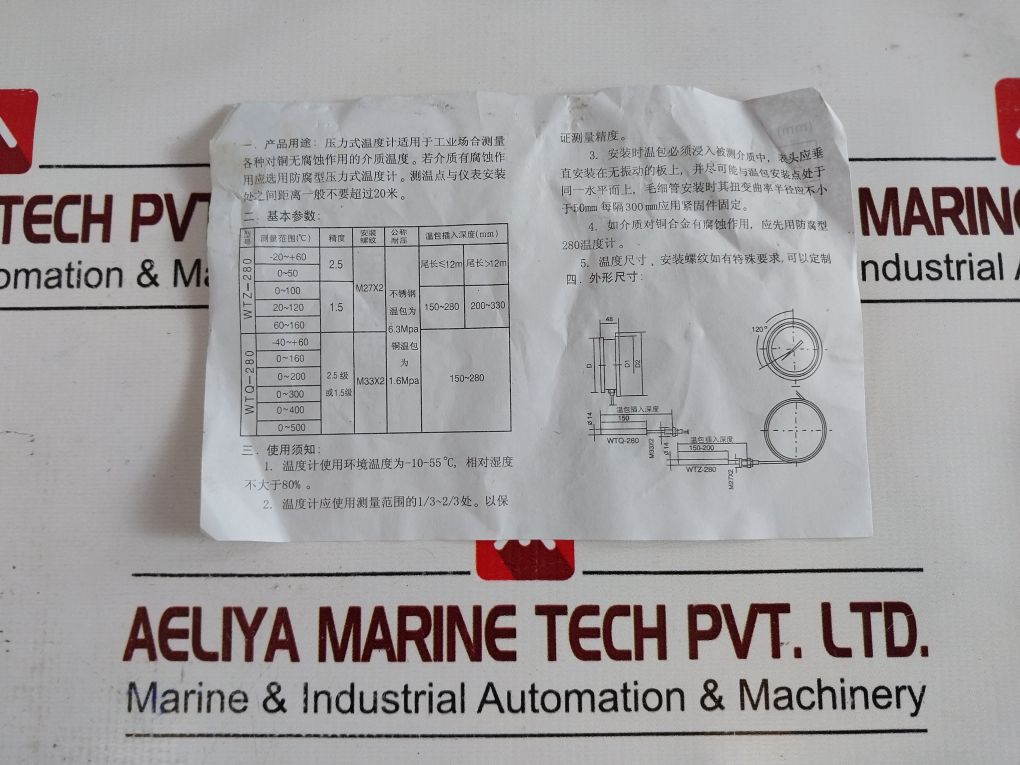 一. 产品用途: 压力式温度计适用于工业场合测量
各种对铜无腐蚀作用的介质温度。若介质有腐蚀作
用应选用防腐型压力式温度计。测温点与仪表安装
处之间距离一般不要超过20米。
二. 基本参数:
型号 测量范围(℃) 精度 安装螺纹 公称耐压 温包插入深度(mm)
WTZ-280
-20~+60
0~50
0~100
20~120
60~160
2.5
1.5
M27X2
尾长≤12m 尾长>12m
150~280 200~330
WTQ-280
-40~+60
0~160
0~200
0~300
0~400
0~500
2.5级
或1.5级
M33X2
不锈钢
温包为
6.3Mpa
铜温包
为
1.6Mpa
150~280
三. 使用须知:
1. 温度计使用环境温度为-10-55℃, 相对湿度
不大于80% 。
2. 温度计应使用测量范围的1/3~2/3处。以保
证测量精度。
3. 安装时温包必须浸入被测介质中, 表头应垂
直安装在无振动的板上, 并尽可能与温包安装点处于
同一水平而上, 毛细管安装时其扭变曲率半径应不小
于50mm 每隔300mm应用紧固件固定。
4. 如介质对铜合金有腐蚀作用, 应先用防腐型
280温度计。
5. 温度尺寸 、安装螺纹如有特殊要求, 可以定制
四. 外形尺寸:
48
D
D1
D2
120°
温包插入深度
150
ø14
WTQ-280
M33X2
温包插入深度
150-200
ø14
WTZ-280
M27X2
(mm)
TECH PVT
omation & Ma
MARIN
ndustrial
AELIYA MARINE TECH PVT. LTD.
Marine & Industrial Automation & Machinery